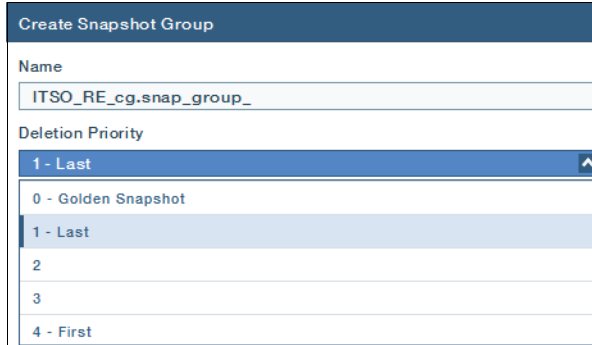 Create Snapshot Group
Name
ITSO_RE_cg.snap_group_
Deletion Priority
1 - Last
0 - Golden Snapshot
1 - Last
2
3
4 - First